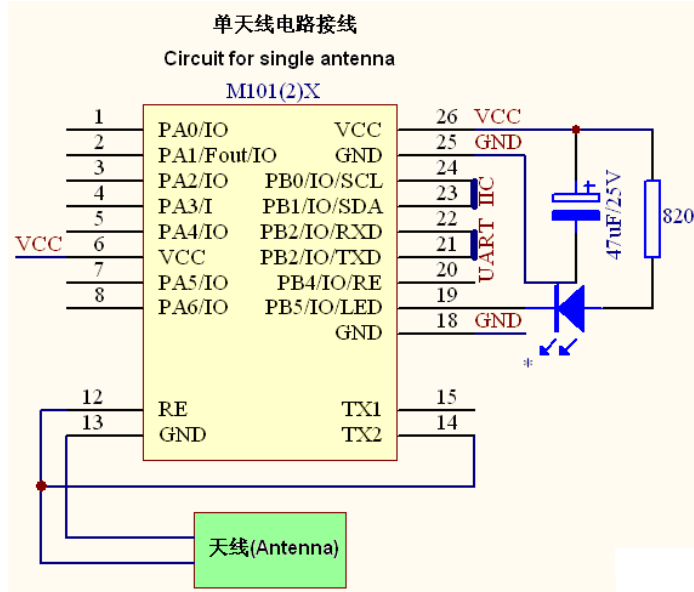 单天线电路接线
Circuit for single antenna
M101(2)X
1 PA0/IO VCC 26 VCC
2 PA1/Fout/IO GND 25 GND
3 PA2/IO PB0/IO/SCL 24
4 PA3/I PB1/IO/SDA 23
IIC
5 PA4/IO PB2/IO/RXD 22
VCC 6 VCC PB2/IO/TXD 21
UART
7 PA5/IO PB4/IO/RE 20
8 PA6/IO PB5/IO/LED 19
GND 18 GND
+
47uF/25V
820
*
12 RE TX1 15
13 GND TX2 14
天线(Antenna)